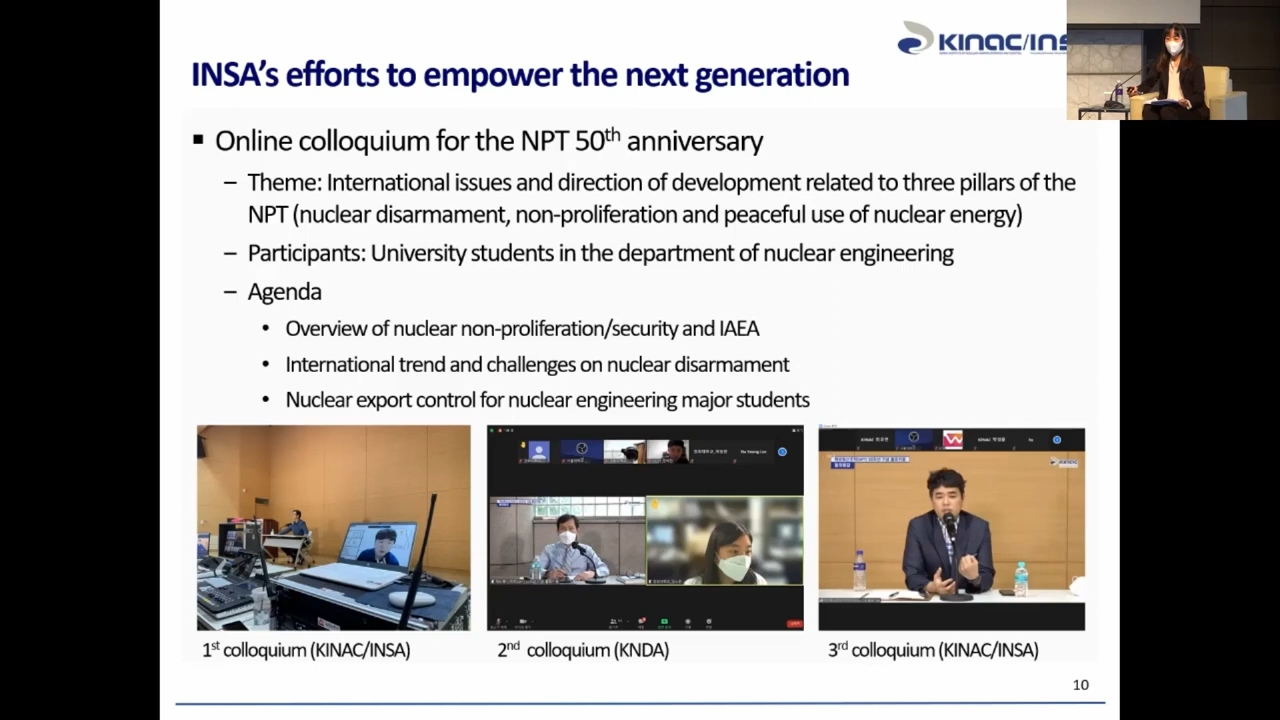 KINAC/INS
INSA's efforts to empower the next generation
▪ Online colloquium for the NPT 50th anniversary
– Theme: International issues and direction of development related to three pillars of the
NPT (nuclear disarmament, non-proliferation and peaceful use of nuclear energy)
– Participants: University students in the department of nuclear engineering
– Agenda
• Overview of nuclear non-proliferation/security and IAEA
• International trend and challenges on nuclear disarmament
• Nuclear export control for nuclear engineering major students
1st colloquium (KINAC/INSA)
2nd colloquium (KNDA)
3rd colloquium (KINAC/INSA)
10